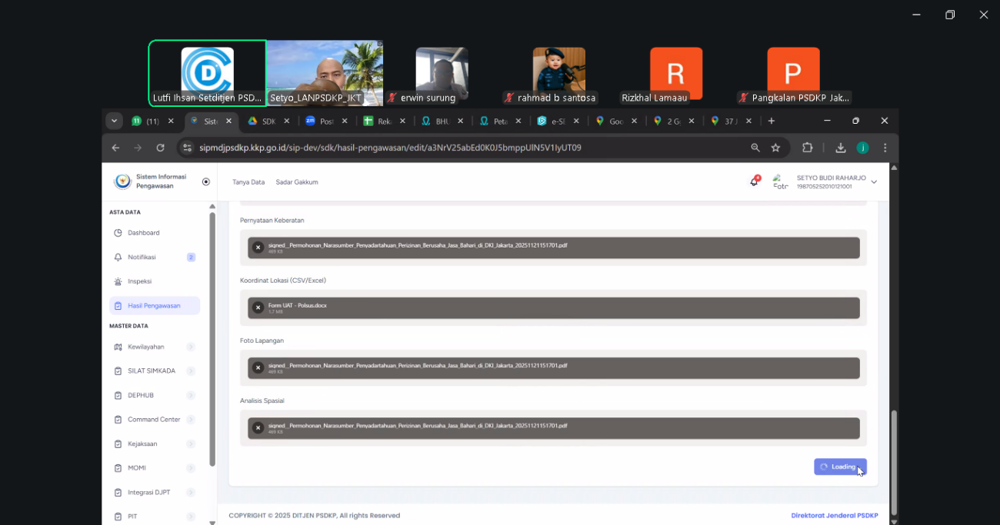 Lutfi Ihsan Setditjen PSD...
Setyo_LANPSDKP_JKT
erwin surung
rahmad b santosa
R
Rizkhal Lamaau
P
Pangkalan PSDKP Jak...
11
(11)
Sist
SDK
zm
Post
Rek
BHU
Peta
e-SE
Goo
2 G
37 J
sipmdjpsdkp.kkp.go.id/sip-dev/sdk/hasil-pengawasan/edit/a3NrV25abEd0K0J5bmppUlN5V1IyUT09
j
Sistem Informasi
Pengawasan
Tanya Data
Sadar Gakkum
Foto
SETYO BUDI RAHARJO
198705252010121001
ASTA DATA
Dashboard
Notifikasi
2
Inspeksi
Hasil Pengawasan
MASTER DATA
Kewilayahan
SILAT SIMKADA
DEPHUB
Command Center
Kejaksaan
MOMI
Integrasi DJPT
PIT
Pernyataan Keberatan
signed_Permohonan_Narasumber_Penyadartahuan_Perizinan_Berusaha_Jasa_Bahari_di_DKI_Jakarta_20251121151701.pdf
469 KB
Koordinat Lokasi (CSV/Excel)
Form UAT - Polsus.docx
1.7 MB
Foto Lapangan
signed_Permohonan_Narasumber_Penyadartahuan_Perizinan_Berusaha_Jasa_Bahari_di_DKI_Jakarta_20251121151701.pdf
469 KB
Analisis Spasial
signed_Permohonan_Narasumber_Penyadartahuan_Perizinan_Berusaha_Jasa_Bahari_di_DKI_Jakarta_20251121151701.pdf
469 KB
Loading
COPYRIGHT © 2025 DITJEN PSDKP, All rights Reserved
Direktorat Jenderal PSDKP